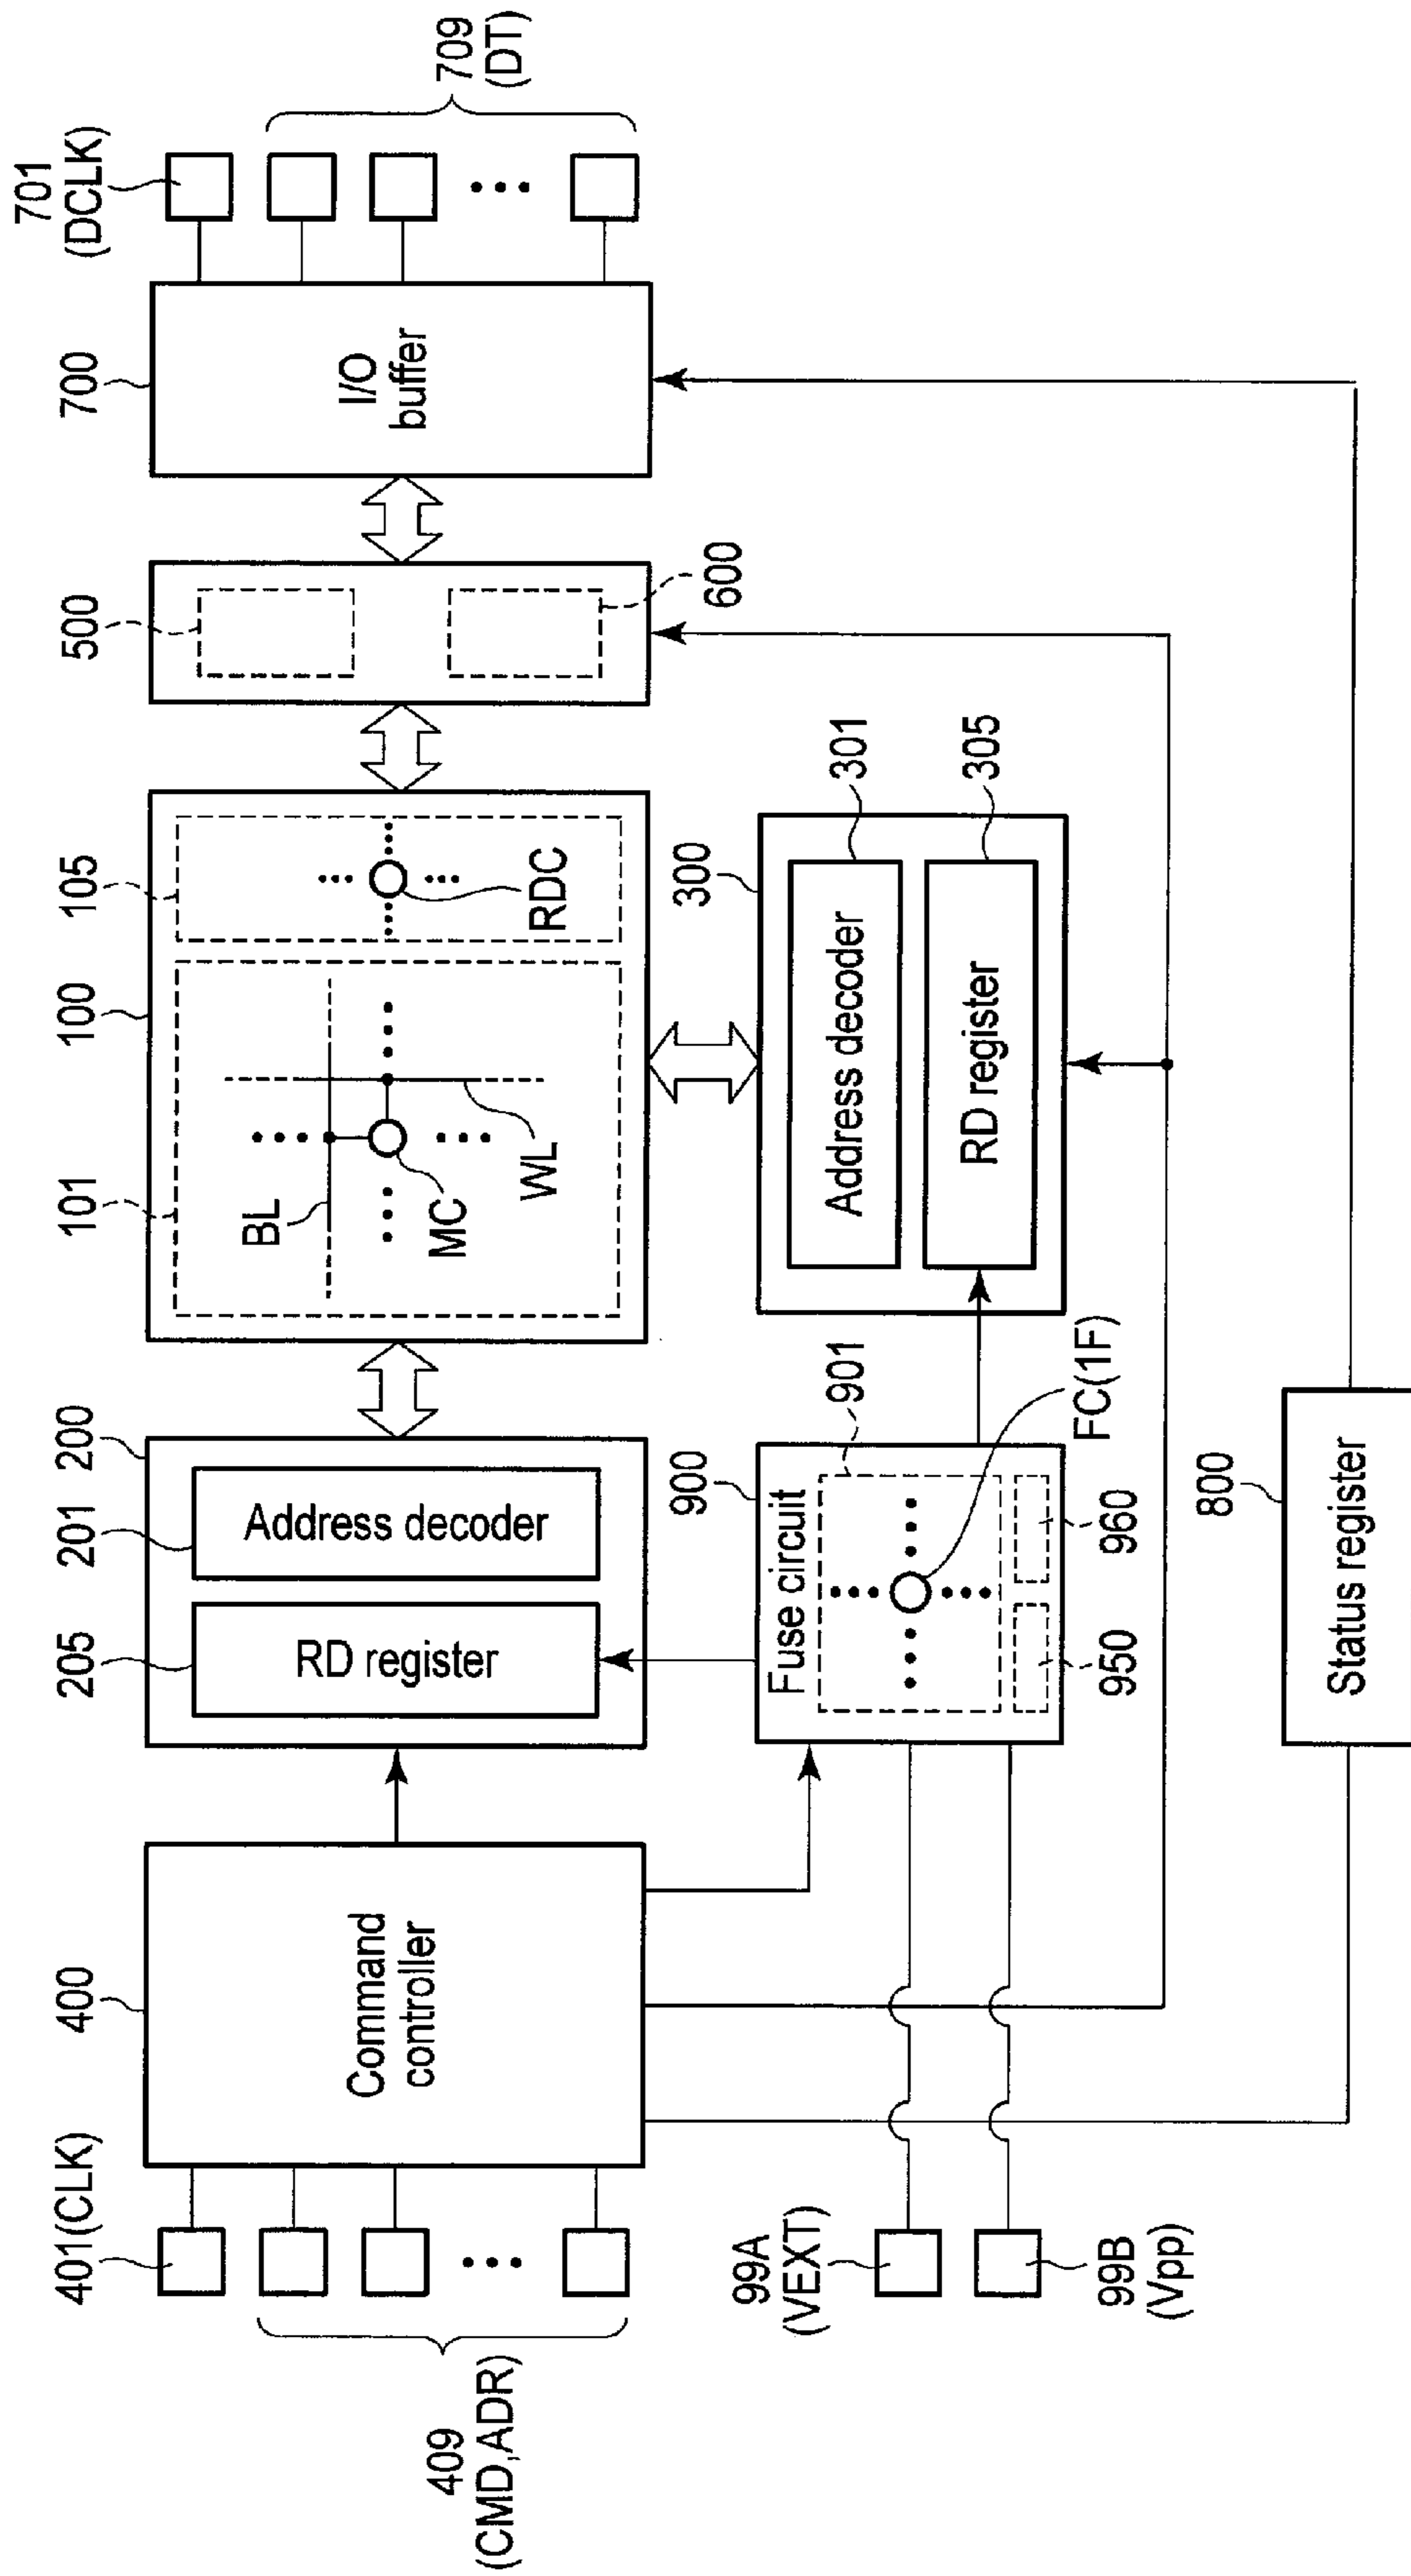 401(CLK)
409
(CMD,ADR)
400
Command
controller
200
201
Address decoder
205
RD register
100
101
BL
MC
WL
105
RDC
500
600
700
I/O
buffer
701
(DCLK)
709
(DT)
99A
(VEXT)
99B
(Vpp)
900
Fuse circuit
901
FC(1F)
950
960
300
Address decoder
301
RD register
305
800
Status register